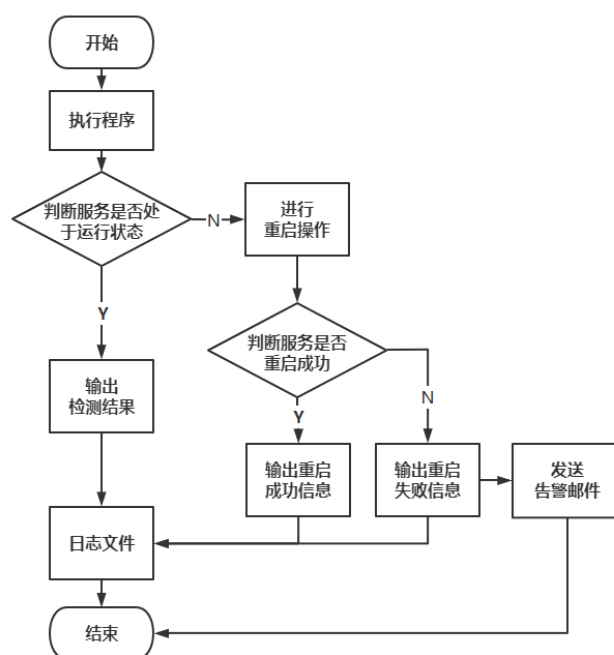 开始
执行程序
判断服务是否处
于运行状态
N
进行
重启操作
Y
判断服务是否
重启成功
输出
检测结果
Y
N
输出重启
成功信息
输出重启
失败信息
发送
告警邮件
日志文件
结束